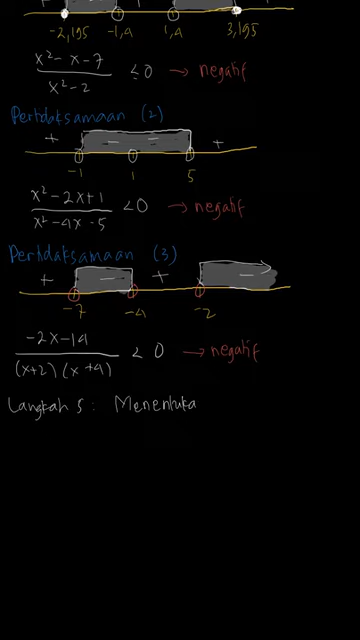 -2,195 -1,4 1,4 3,195
x² - x - 7
x² - 2
≤ 0 → negatif
Pertidaksamaan (2)
+ - - +
-1 1 5
x² - 2x + 1
x² - 4x - 5
< 0 → negatif
Pertidaksamaan (3)
+ - + -
-7 -4 -2
-2x - 14
(x+2) (x+4)
< 0 → negatif
Langkah 5 : Menentuka